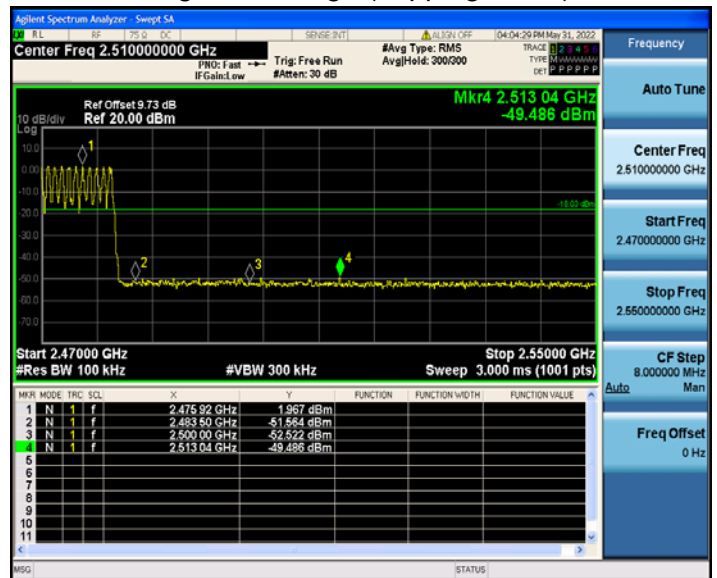 Agilent Spectrum Analyzer - Swept SA
RL RF 75 Ω DC SENSE:INT ALIGN OFF 04:04:29 PM May 31, 2022
Center Freq 2.510000000 GHz
PNO: Fast
IFGain:Low
Trig: Free Run
#Atten: 30 dB
#Avg Type: RMS
Avg|Hold: 300/300
TRACE 1 2 3 4 5 6
TYPE M
DET P P P P P P
Frequency
Ref Offset 9.73 dB
10 dB/div Ref 20.00 dBm
Log
Mkr4 2.513 04 GHz
-49.486 dBm
10.0
0.00
-10.0
-20.0
-30.0
-40.0
-50.0
-60.0
-70.0
1
2
3
4
-18.03 dBm
Start 2.47000 GHz Stop 2.55000 GHz
#Res BW 100 kHz #VBW 300 kHz Sweep 3.000 ms (1001 pts)
MKR MODE TRC SCL X Y FUNCTION FUNCTION WIDTH FUNCTION VALUE
1 N 1 f 2.475 92 GHz 1.967 dBm
2 N 1 f 2.483 50 GHz -51.564 dBm
3 N 1 f 2.500 00 GHz -52.522 dBm
4 N 1 f 2.513 04 GHz -49.486 dBm
5
6
7
8
9
10
11
MSG STATUS
Auto Tune
Center Freq
2.510000000 GHz
Start Freq
2.470000000 GHz
Stop Freq
2.550000000 GHz
CF Step
8.000000 MHz
Auto Man
Freq Offset
0 Hz